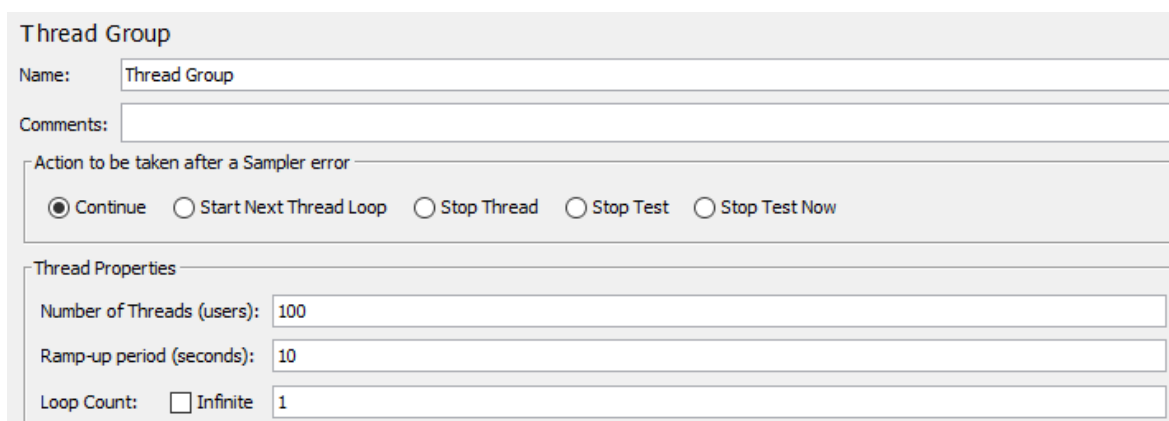 Thread Group
Name: Thread Group
Comments:
Action to be taken after a Sampler error
Continue Start Next Thread Loop Stop Thread Stop Test Stop Test Now
Thread Properties
Number of Threads (users): 100
Ramp-up period (seconds): 10
Loop Count: Infinite 1